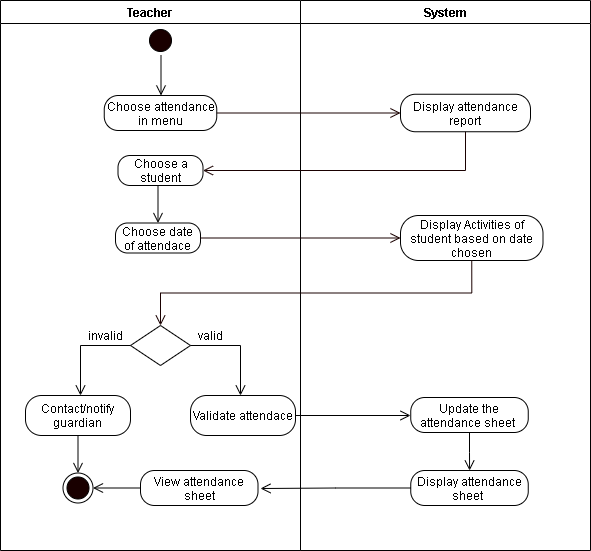 Teacher
System
Choose attendance
in menu
Display attendance
report
Choose a
student
Choose date
of attendace
Display Activities of
student based on date
chosen
invalid
valid
Contact/notify
guardian
Validate attendace
Update the
attendance sheet
View attendance
sheet
Display attendance
sheet